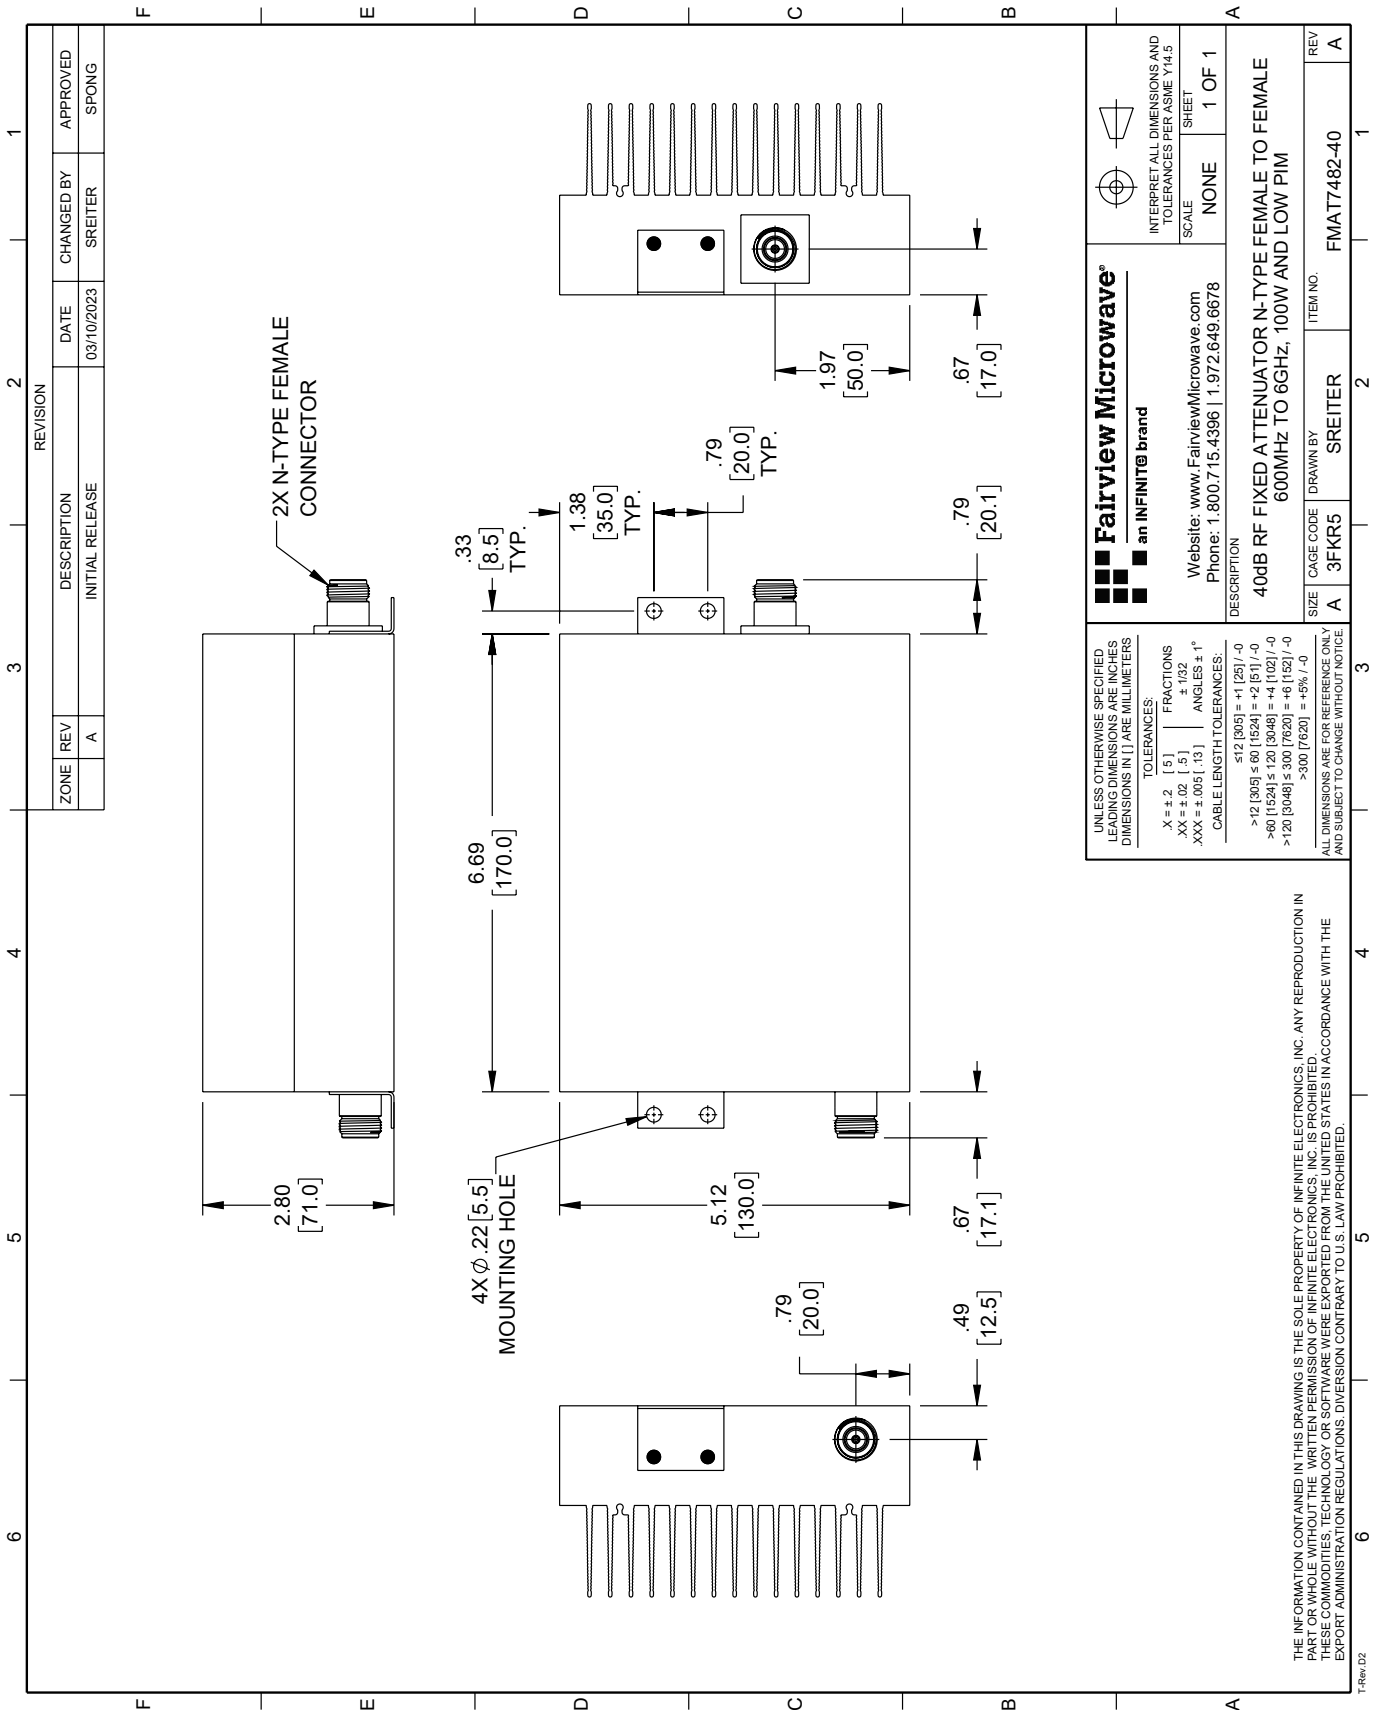 6
5
4
3
2
1
REVISION
ZONE REV DESCRIPTION DATE CHANGED BY APPROVED
A INITIAL RELEASE 03/10/2023 SREITER SPONG
F
F
E
E
D
D
C
C
B
B
A
A
2.80
[71.0]
2X N-TYPE FEMALE
CONNECTOR
4X Ø .22 [5.5]
MOUNTING HOLE
6.69
[170.0]
.33
[8.5]
TYP.
1.38
[35.0]
TYP.
.79
[20.0]
TYP.
5.12
[130.0]
.79
[20.0]
1.97
[50.0]
.49
[12.5]
.67
[17.1]
.79
[20.1]
.67
[17.0]
UNLESS OTHERWISE SPECIFIED
LEADING DIMENSIONS ARE INCHES
DIMENSIONS IN [ ] ARE MILLIMETERS
TOLERANCES:
.X = ± .2 [ 5 ] FRACTIONS
.XX = ± .02 [ .5 ] ± 1/32
.XXX = ± .005 [ .13 ] ANGLES ± 1°
CABLE LENGTH TOLERANCES:
≤12 [305] = +1 [25] / -0
>12 [305] ≤ 60 [1524] = +2 [51] / -0
>60 [1524] ≤ 120 [3048] = +4 [102] / -0
>120 [3048] ≤ 300 [7620] = +6 [152] / -0
>300 [7620] = +5% / -0
ALL DIMENSIONS ARE FOR REFERENCE ONLY
AND SUBJECT TO CHANGE WITHOUT NOTICE.
Fairview Microwave®
an INFINIT℮ brand
Website: www.FairviewMicrowave.com
Phone: 1.800.715.4396 | 1.972.649.6678
INTERPRET ALL DIMENSIONS AND
TOLERANCES PER ASME Y14.5
SCALE SHEET
NONE 1 OF 1
DESCRIPTION
40dB RF FIXED ATTENUATOR N-TYPE FEMALE TO FEMALE
600MHz TO 6GHz, 100W AND LOW PIM
SIZE CAGE CODE DRAWN BY ITEM NO. REV
A 3FKR5 SREITER FMAT7482-40 A
THE INFORMATION CONTAINED IN THIS DRAWING IS THE SOLE PROPERTY OF INFINITE ELECTRONICS, INC. ANY REPRODUCTION IN
PART OR WHOLE WITHOUT THE WRITTEN PERMISSION OF INFINITE ELECTRONICS, INC. IS PROHIBITED.
THESE COMMODITIES, TECHNOLOGY OR SOFTWARE WERE EXPORTED FROM THE UNITED STATES IN ACCORDANCE WITH THE
EXPORT ADMINISTRATION REGULATIONS. DIVERSION CONTRARY TO U.S. LAW PROHIBITED.
6
5
4
3
2
1
T-Rev.D2